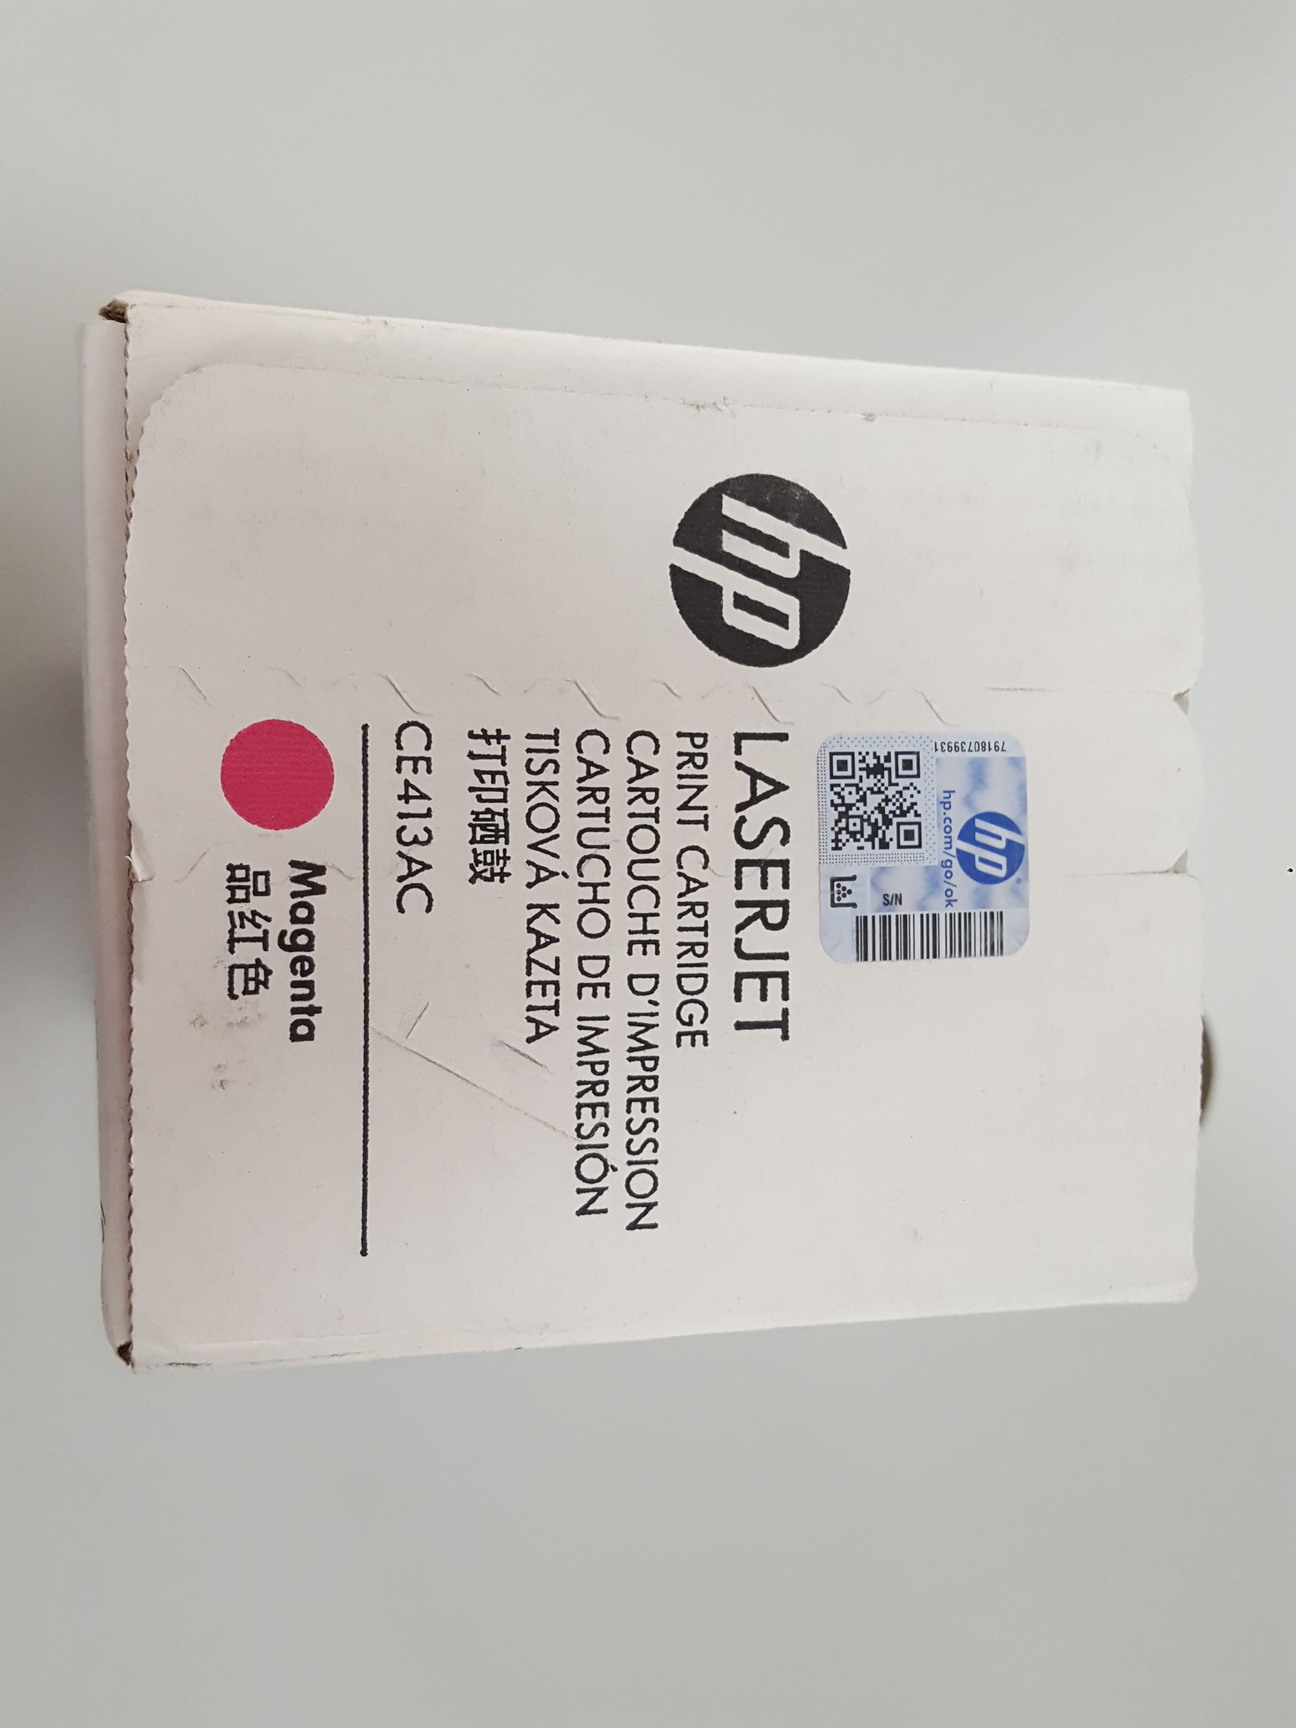 hp
791807399931
hp
hp.com/go/ok
S/N
LASERJET
PRINT CARTRIDGE
CARTOUCHE D'IMPRESSION
CARTUCHO DE IMPRESIÓN
TISKOVÁ KAZETA
打印硒鼓
CE413AC
Magenta
品红色